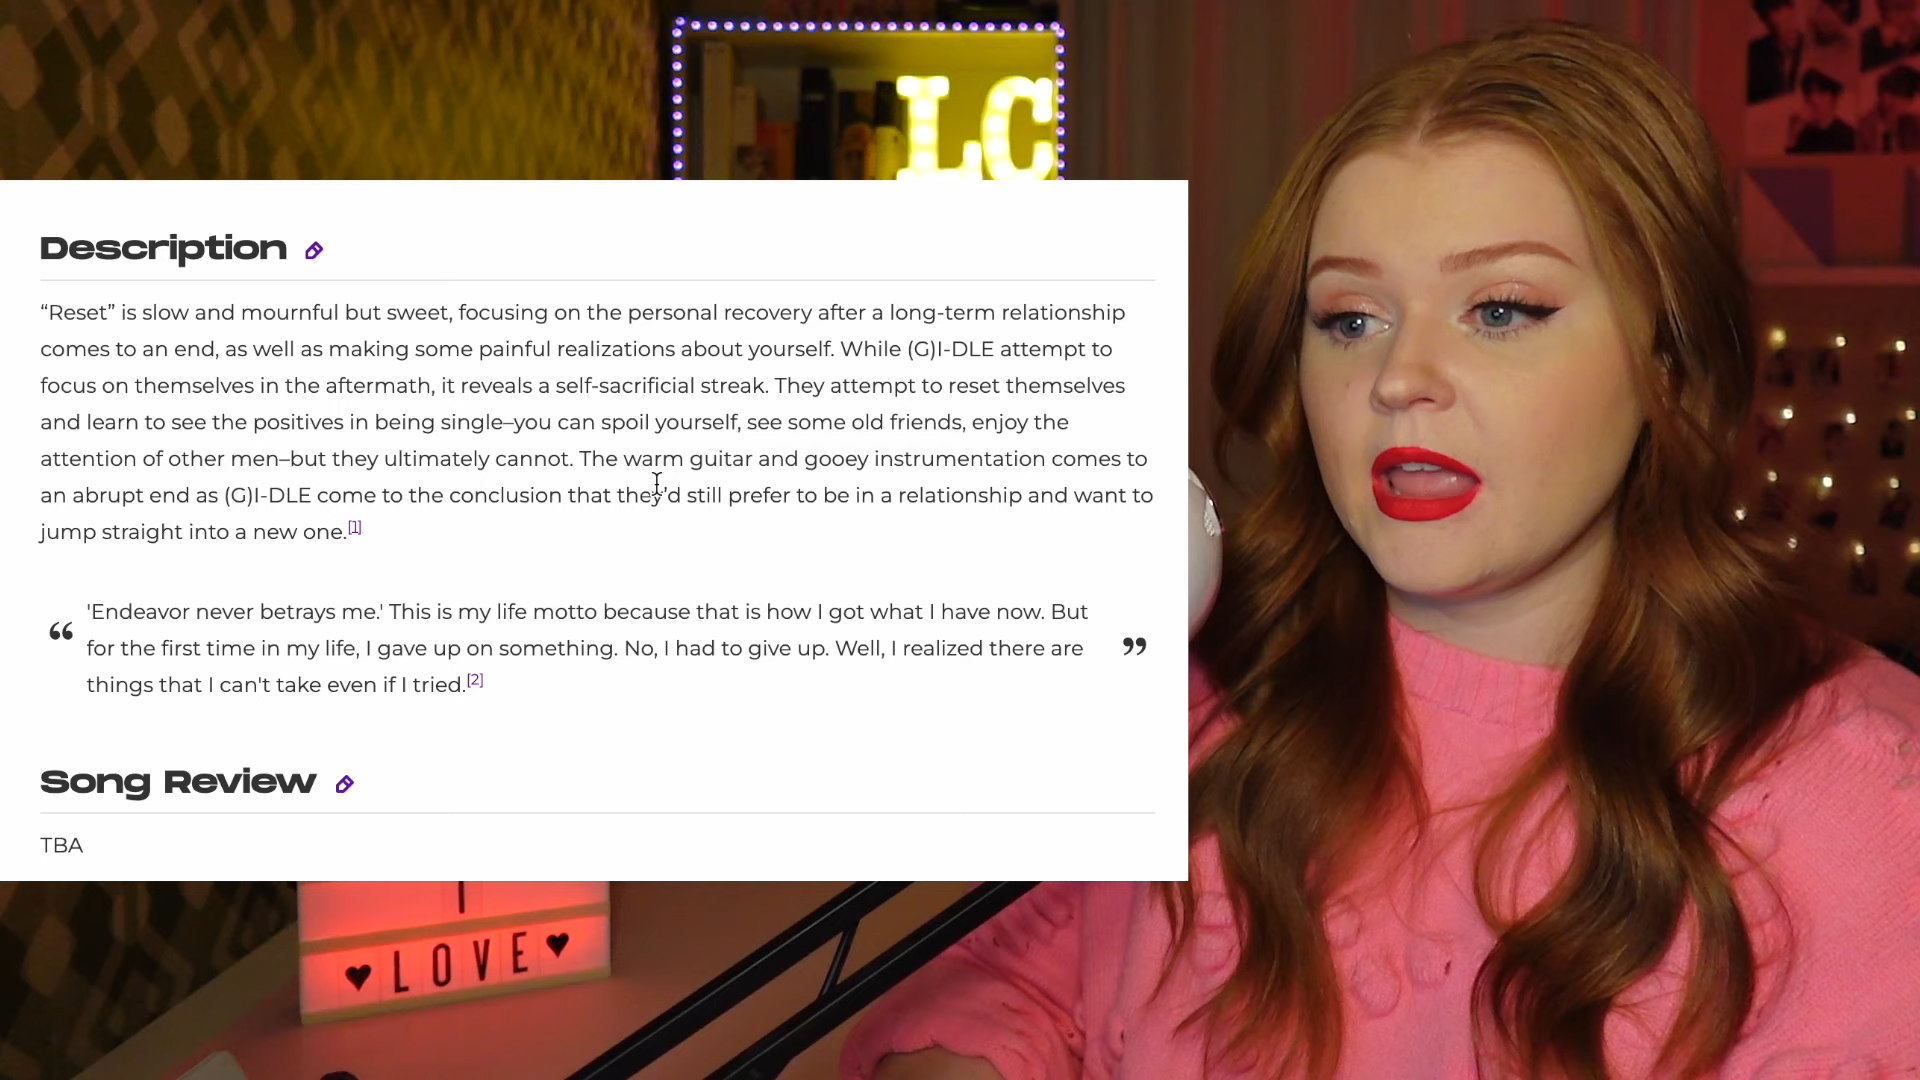 LC
Description
“Reset” is slow and mournful but sweet, focusing on the personal recovery after a long-term relationship
comes to an end, as well as making some painful realizations about yourself. While (G)I-DLE attempt to
focus on themselves in the aftermath, it reveals a self-sacrificial streak. They attempt to reset themselves
and learn to see the positives in being single–you can spoil yourself, see some old friends, enjoy the
attention of other men–but they ultimately cannot. The warm guitar and gooey instrumentation comes to
an abrupt end as (G)I-DLE come to the conclusion that they’d still prefer to be in a relationship and want to
jump straight into a new one.[1]
“ 'Endeavor never betrays me.' This is my life motto because that is how I got what I have now. But
for the first time in my life, I gave up on something. No, I had to give up. Well, I realized there are ”
things that I can't take even if I tried.[2]
Song Review
TBA
I
♥ LOVE ♥